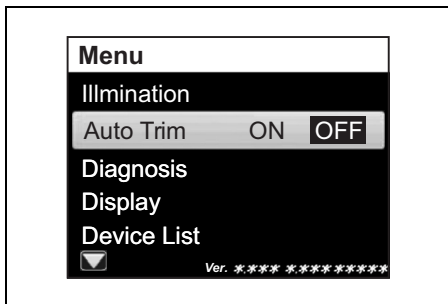 Menu
Illmination
Auto Trim ON OFF
Diagnosis
Display
Device List
Ver. *.*** *.*********